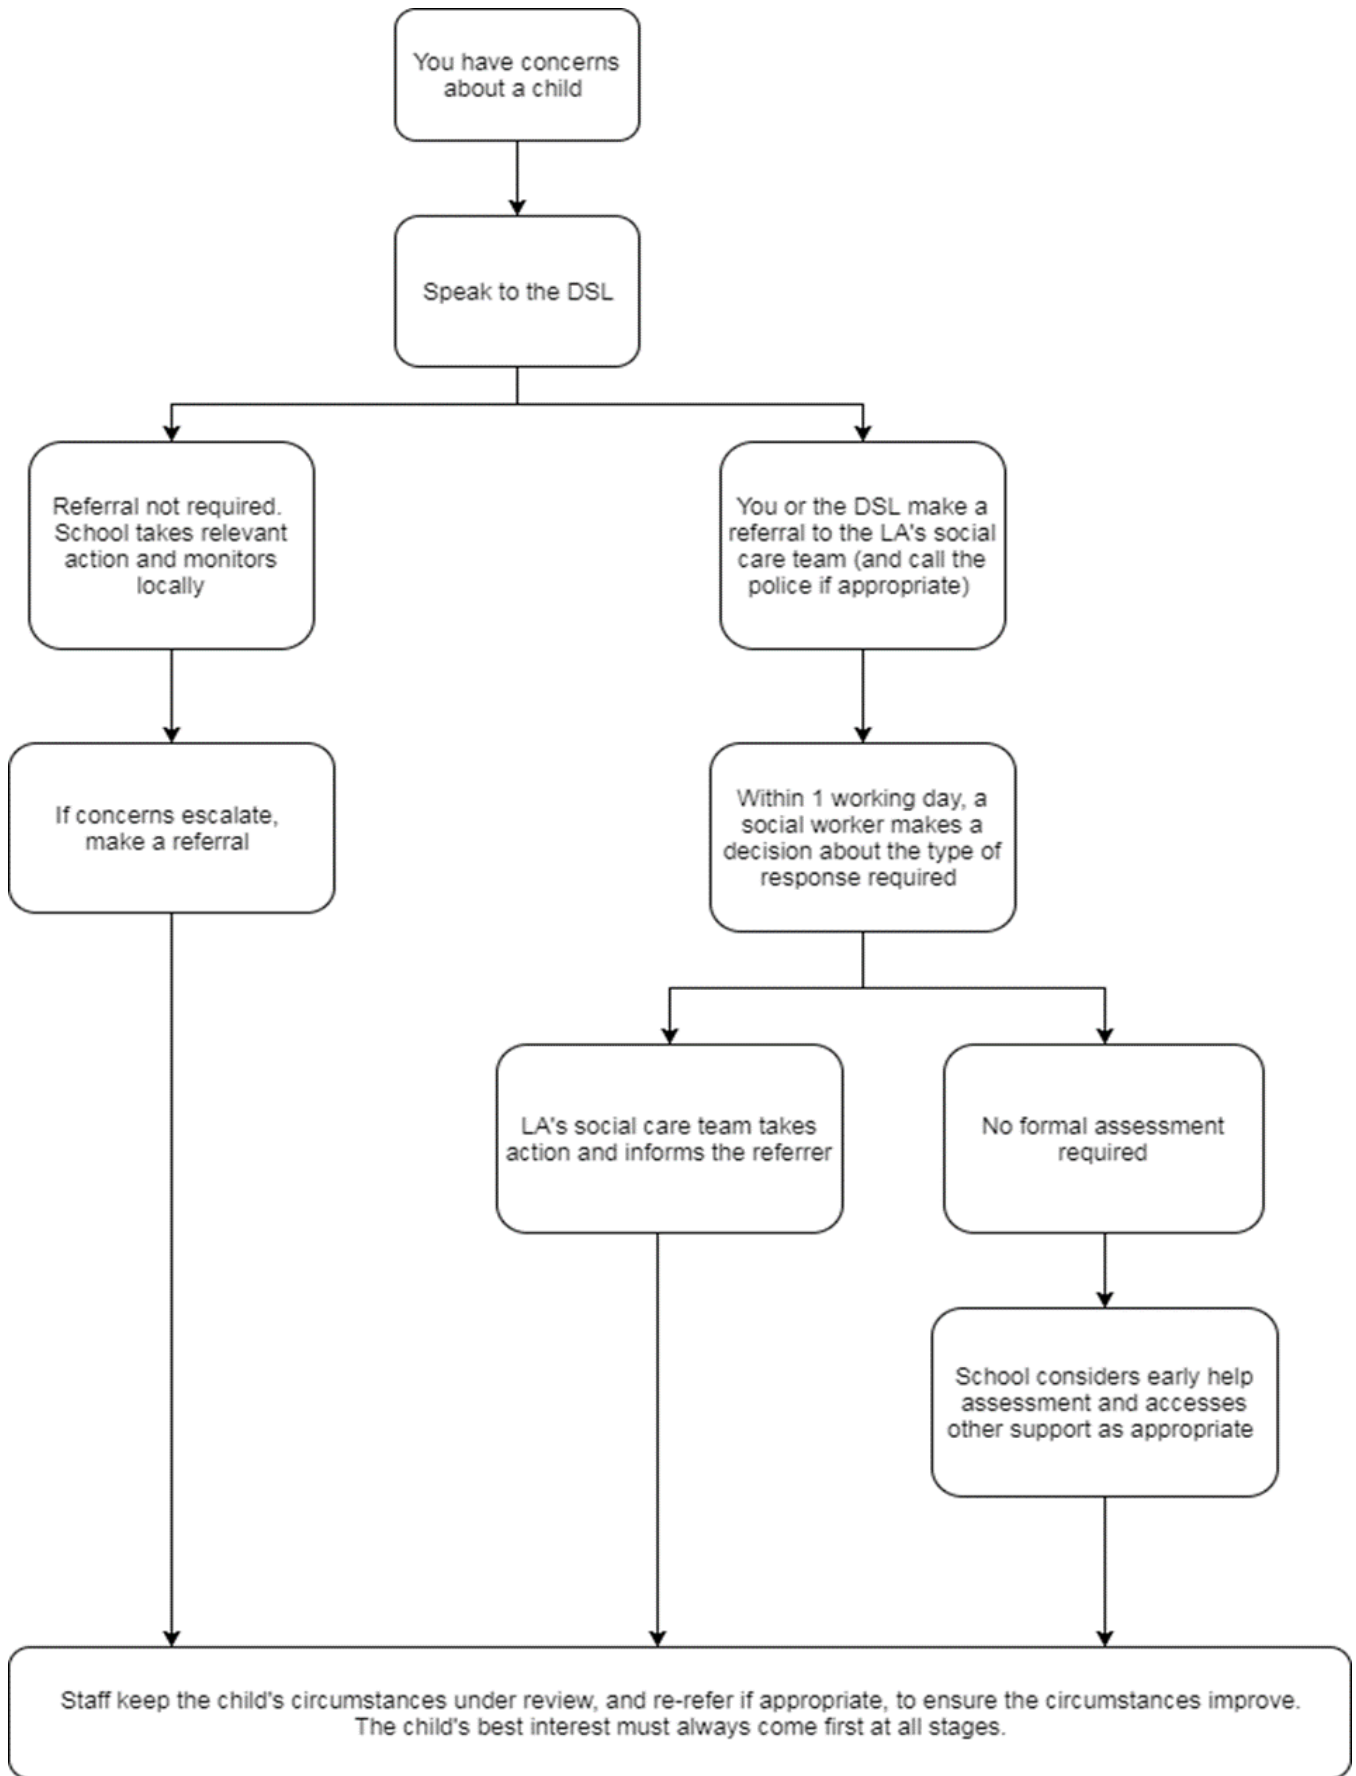 You have concerns
about a child
Speak to the DSL
Referral not required.
School takes relevant
action and monitors
locally
You or the DSL make a
referral to the LA's social
care team (and call the
police if appropriate)
If concerns escalate,
make a referral
Within 1 working day, a
social worker makes a
decision about the type of
response required
LA's social care team takes
action and informs the referrer
No formal assessment
required
School considers early help
assessment and accesses
other support as appropriate
Staff keep the child's circumstances under review, and re-refer if appropriate, to ensure the circumstances improve.
The child's best interest must always come first at all stages.